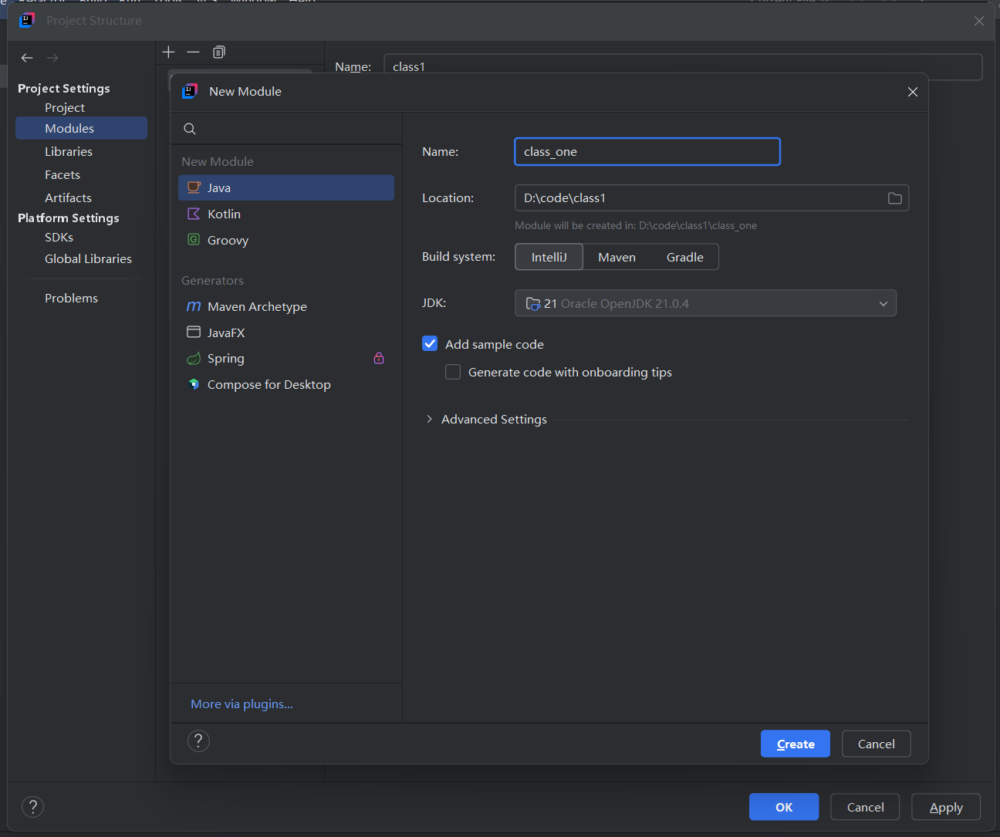 Project Structure
Name: class1
Project Settings
Project
Modules
Libraries
Facets
Artifacts
Platform Settings
SDKs
Global Libraries
Problems
New Module
New Module
Java
Kotlin
Groovy
Generators
Maven Archetype
JavaFX
Spring
Compose for Desktop
More via plugins...
Name: class_one
Location: D:\code\class1
Module will be created in: D:\code\class1\class_one
Build system: IntelliJ Maven Gradle
JDK: 21 Oracle OpenJDK 21.0.4
Add sample code
Generate code with onboarding tips
Advanced Settings
? Create Cancel
? OK Cancel Apply